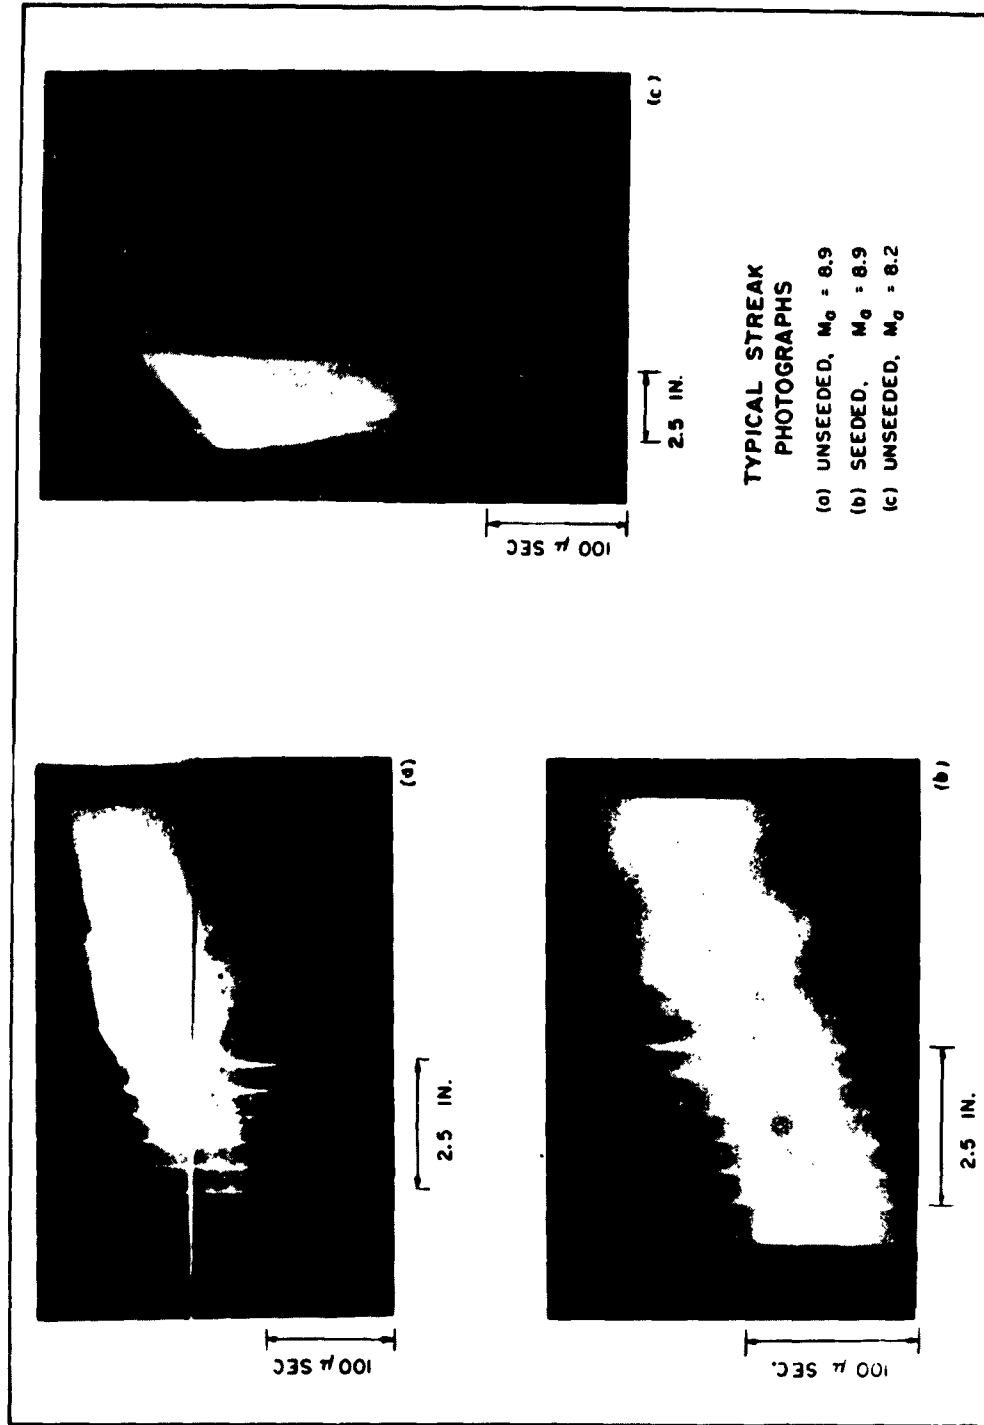 (a)
2.5 IN.
100 μ SEC
(b)
2.5 IN.
100 μ SEC.
(c)
2.5 IN.
100 μ SEC
TYPICAL STREAK
PHOTOGRAPHS
(a) UNSEEDED, Ma = 8.9
(b) SEEDED, Ma = 8.9
(c) UNSEEDED, Ma = 8.2